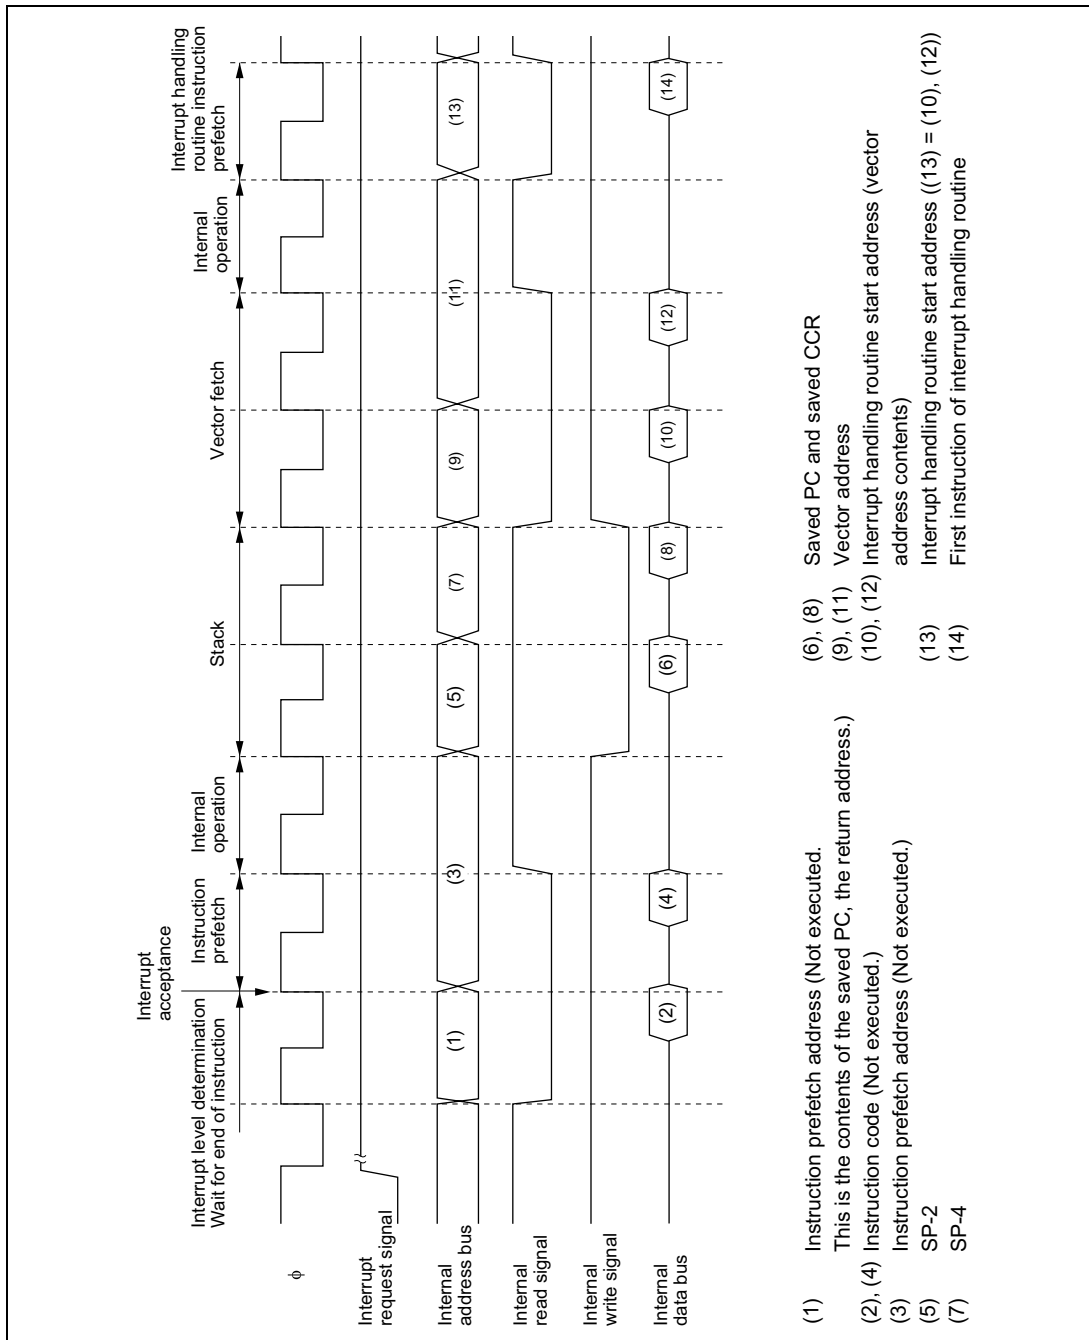 Interrupt
acceptance
Interrupt level determination
Wait for end of instruction
Instruction
prefetch
Internal
operation
Stack
Vector fetch
Internal
operation
Interrupt handling
routine instruction
prefetch
φ
Interrupt
request signal
Internal
address bus
(1)
(3)
(5)
(7)
(9)
(11)
(13)
Internal
read signal
Internal
write signal
Internal
data bus
(2)
(4)
(6)
(8)
(10)
(12)
(14)
(1) Instruction prefetch address (Not executed.
This is the contents of the saved PC, the return address.)
(2), (4) Instruction code (Not executed.)
(3) Instruction prefetch address (Not executed.)
(5) SP-2
(7) SP-4
(6), (8) Saved PC and saved CCR
(9), (11) Vector address
(10), (12) Interrupt handling routine start address (vector
address contents)
(13) Interrupt handling routine start address ((13) = (10), (12))
(14) First instruction of interrupt handling routine